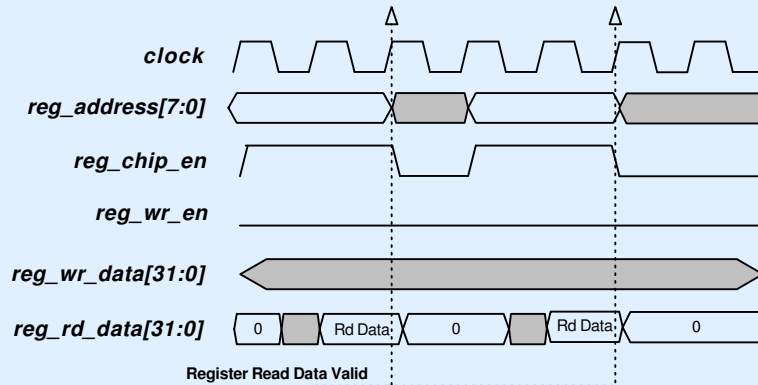 clock
reg_address[7:0]
reg_chip_en
reg_wr_en
reg_wr_data[31:0]
reg_rd_data[31:0] 0 Rd Data 0 Rd Data 0
Register Read Data Valid